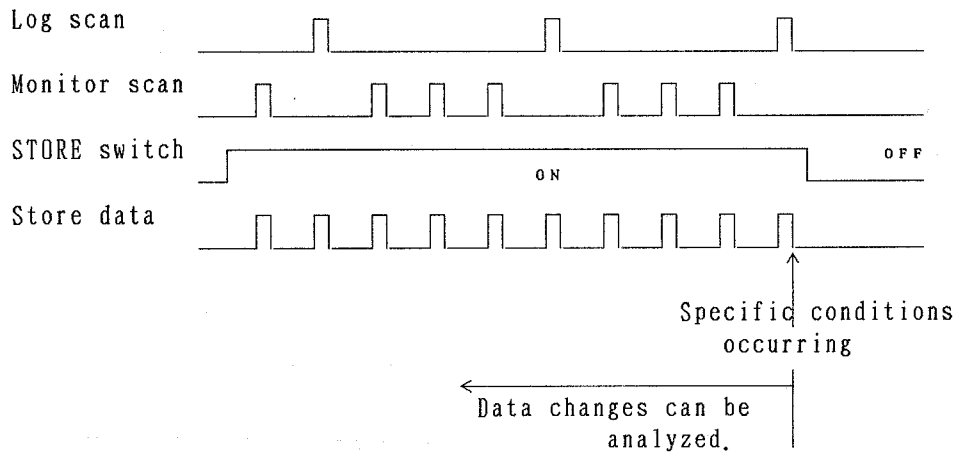 Log scan
Monitor scan
STORE switch
ON
OFF
Store data
Specific conditions
occurring
Data changes can be
analyzed.